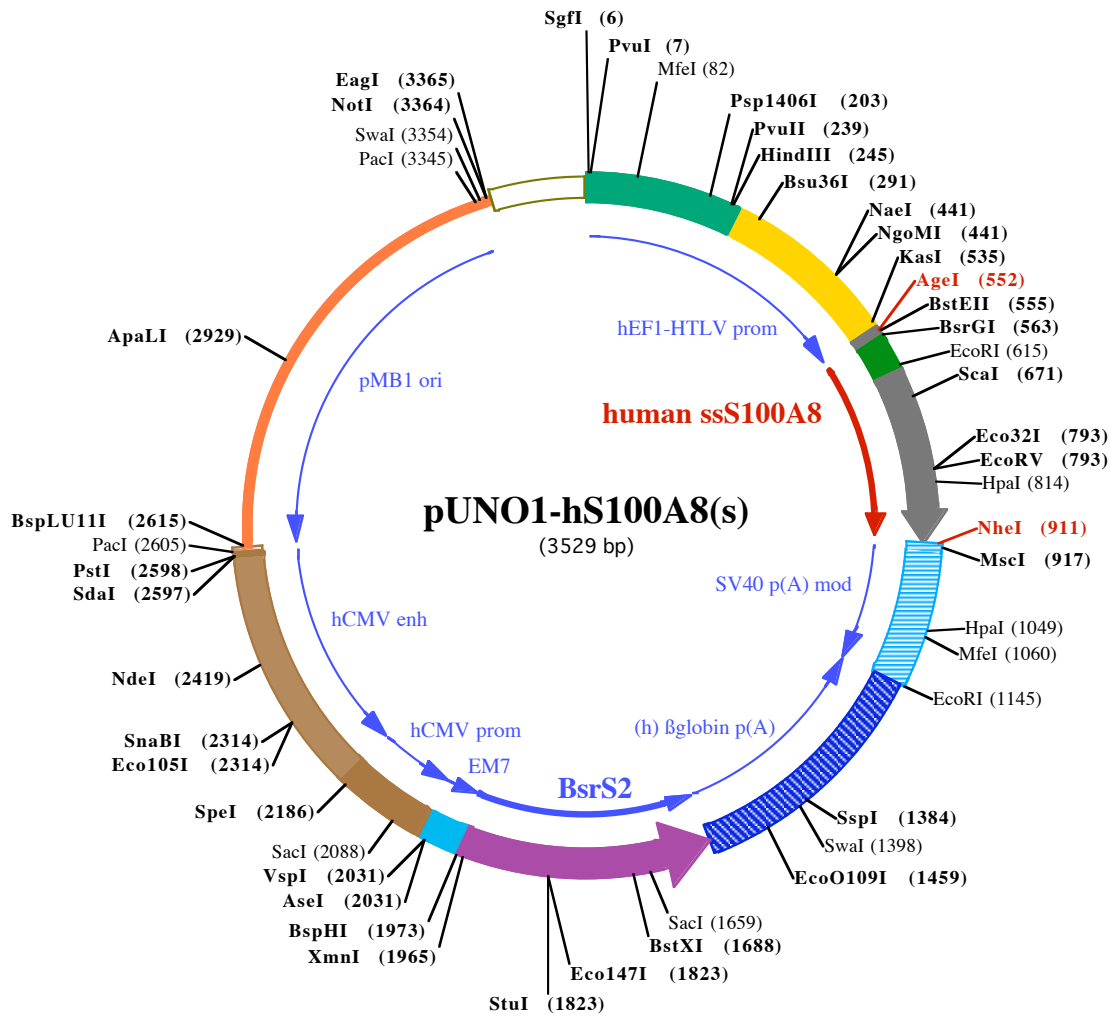 SgfI (6)
PvuI (7)
MfeI (82)
EagI (3365)
NotI (3364)
SwaI (3354)
PacI (3345)
Psp1406I (203)
PvuII (239)
HindIII (245)
Bsu36I (291)
NaeI (441)
NgoMI (441)
KasI (535)
AgeI (552)
BstEII (555)
BsrGI (563)
EcoRI (615)
ScaI (671)
Eco32I (793)
EcoRV (793)
HpaI (814)
NheI (911)
MscI (917)
HpaI (1049)
MfeI (1060)
EcoRI (1145)
SspI (1384)
SwaI (1398)
EcoO109I (1459)
SacI (1659)
BstXI (1688)
Eco147I (1823)
StuI (1823)
XmnI (1965)
BspHI (1973)
AseI (2031)
VspI (2031)
SacI (2088)
SpeI (2186)
Eco105I (2314)
SnaBI (2314)
NdeI (2419)
SdaI (2597)
PstI (2598)
PacI (2605)
BspLU11I (2615)
ApaLI (2929)
hEF1-HTLV prom
pMB1 ori
human ssS100A8
pUNO1-hS100A8(s)
(3529 bp)
SV40 p(A) mod
hCMV enh
hCMV prom
(h) ßglobin p(A)
EM7
BsrS2